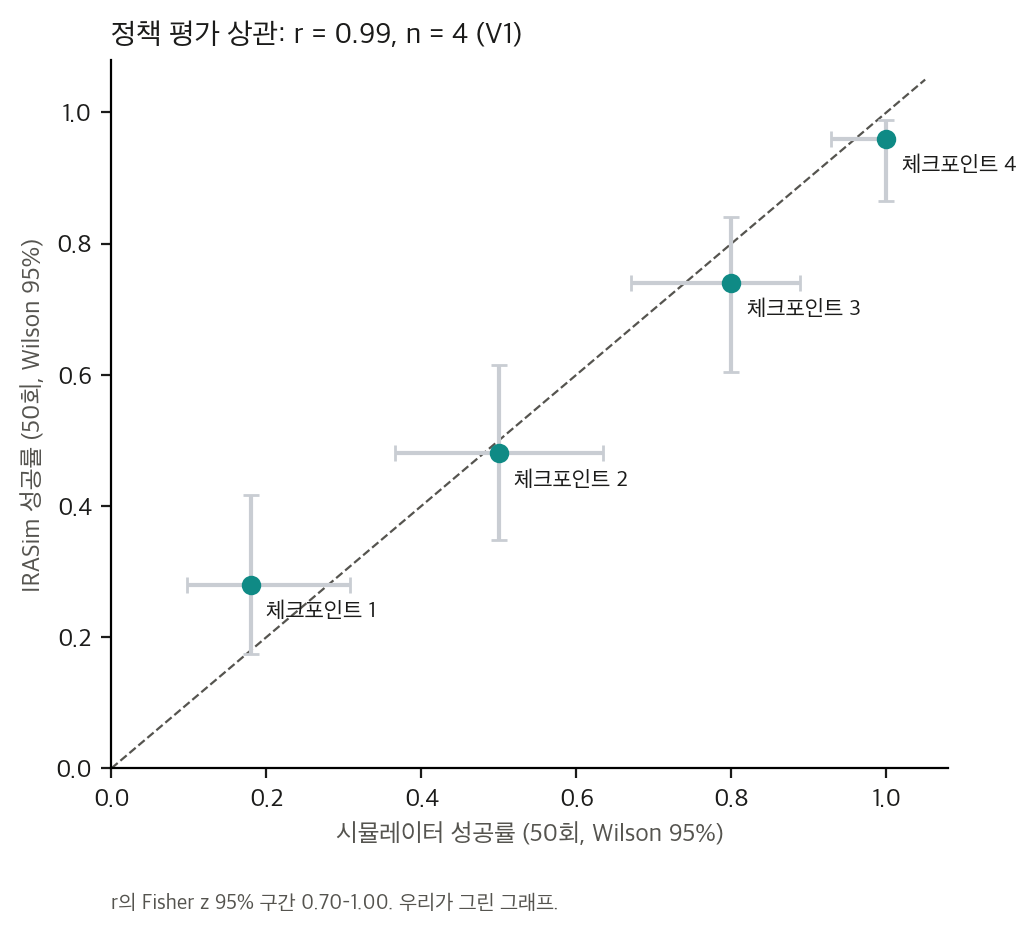 정책 평가 상관: r = 0.99, n = 4 (V1)
IRASim 성공률 (50회, Wilson 95%)
1.0
0.8
0.6
0.4
0.2
0.0
체크포인트 4
체크포인트 3
체크포인트 2
체크포인트 1
0.0 0.2 0.4 0.6 0.8 1.0
시뮬레이터 성공률 (50회, Wilson 95%)
r의 Fisher z 95% 구간 0.70-1.00. 우리가 그린 그래프.